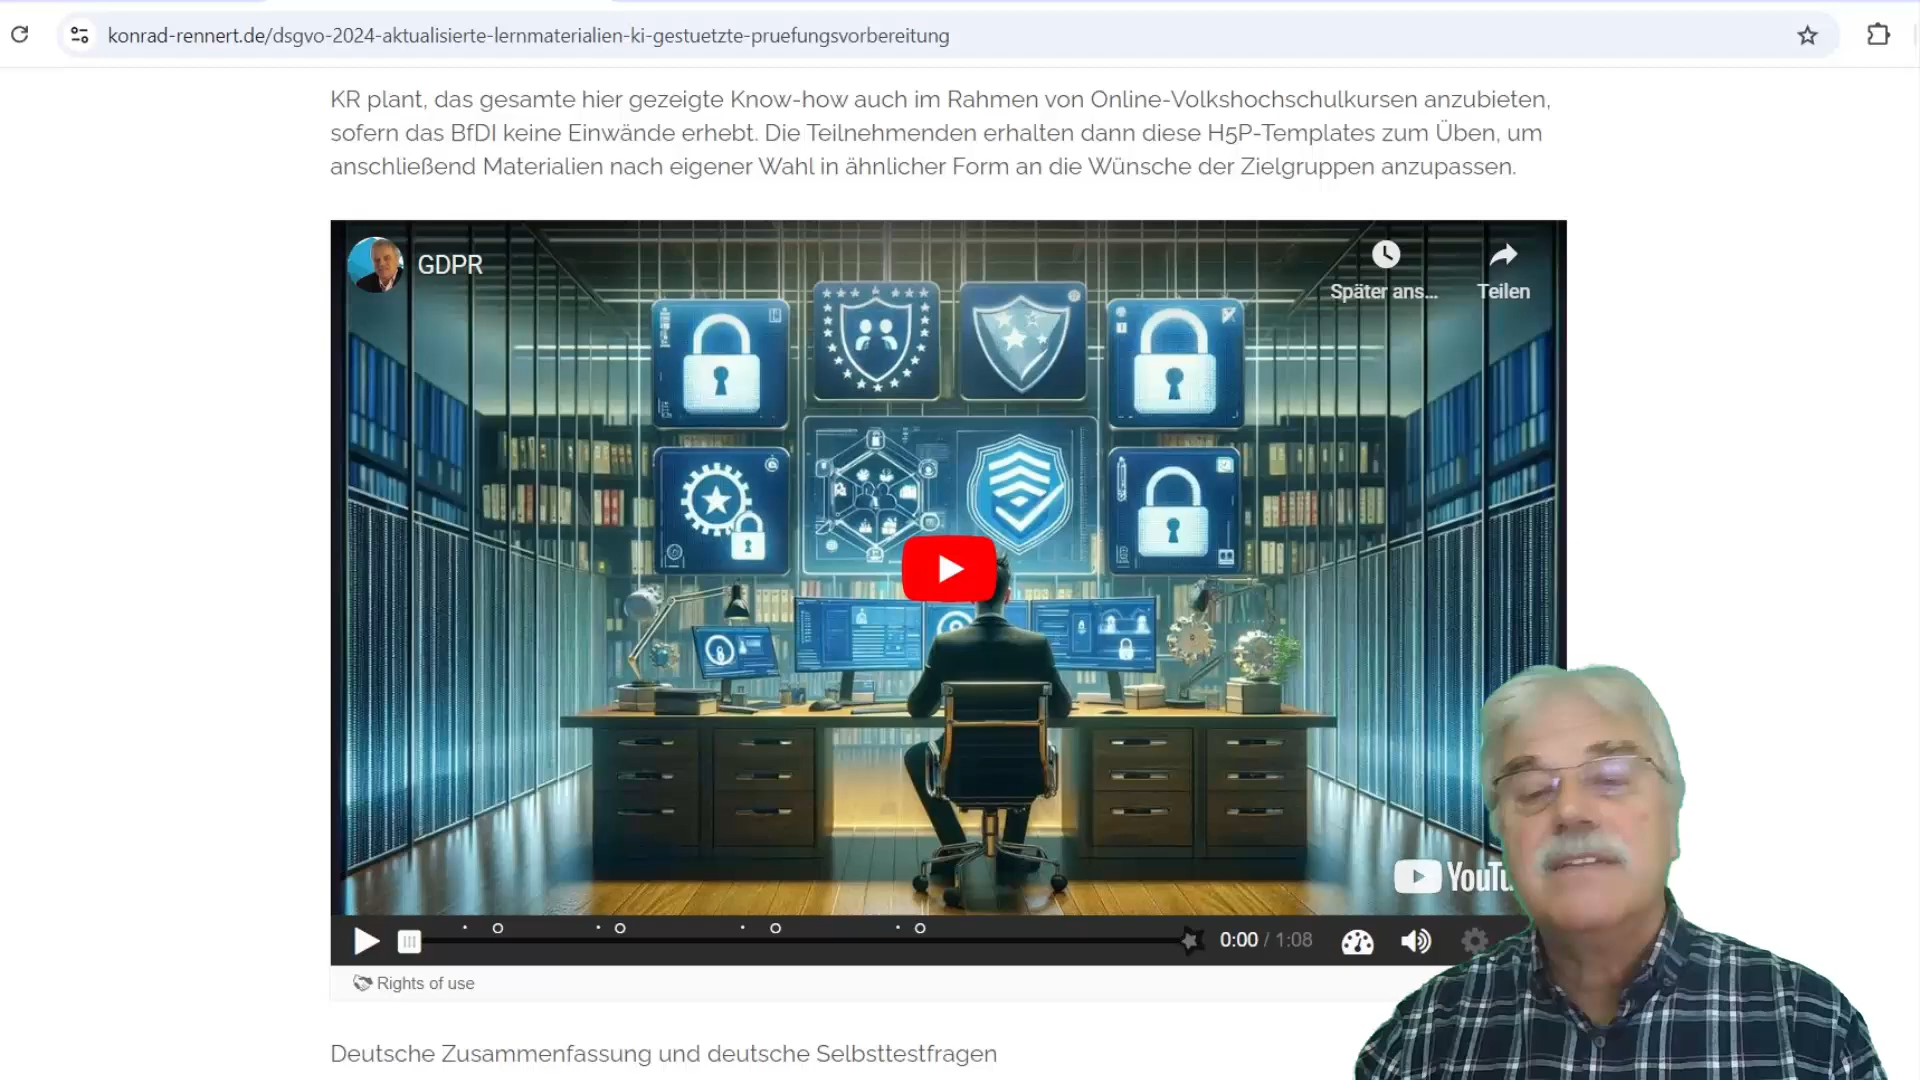 konrad-rennert.de/dsgvo-2024-aktualisierte-lernmaterialien-ki-gestuetzte-pruefungsvorbereitung
KR plant, das gesamte hier gezeigte Know-how auch im Rahmen von Online-Volkshochschulkursen anzubieten,
sofern das BfDI keine Einwände erhebt. Die Teilnehmenden erhalten dann diese H5P-Templates zum Üben, um
anschließend Materialien nach eigener Wahl in ähnlicher Form an die Wünsche der Zielgruppen anzupassen.
GDPR
Später ans...
Teilen
YouTu
0:00 / 1:08
Rights of use
Deutsche Zusammenfassung und deutsche Selbsttestfragen